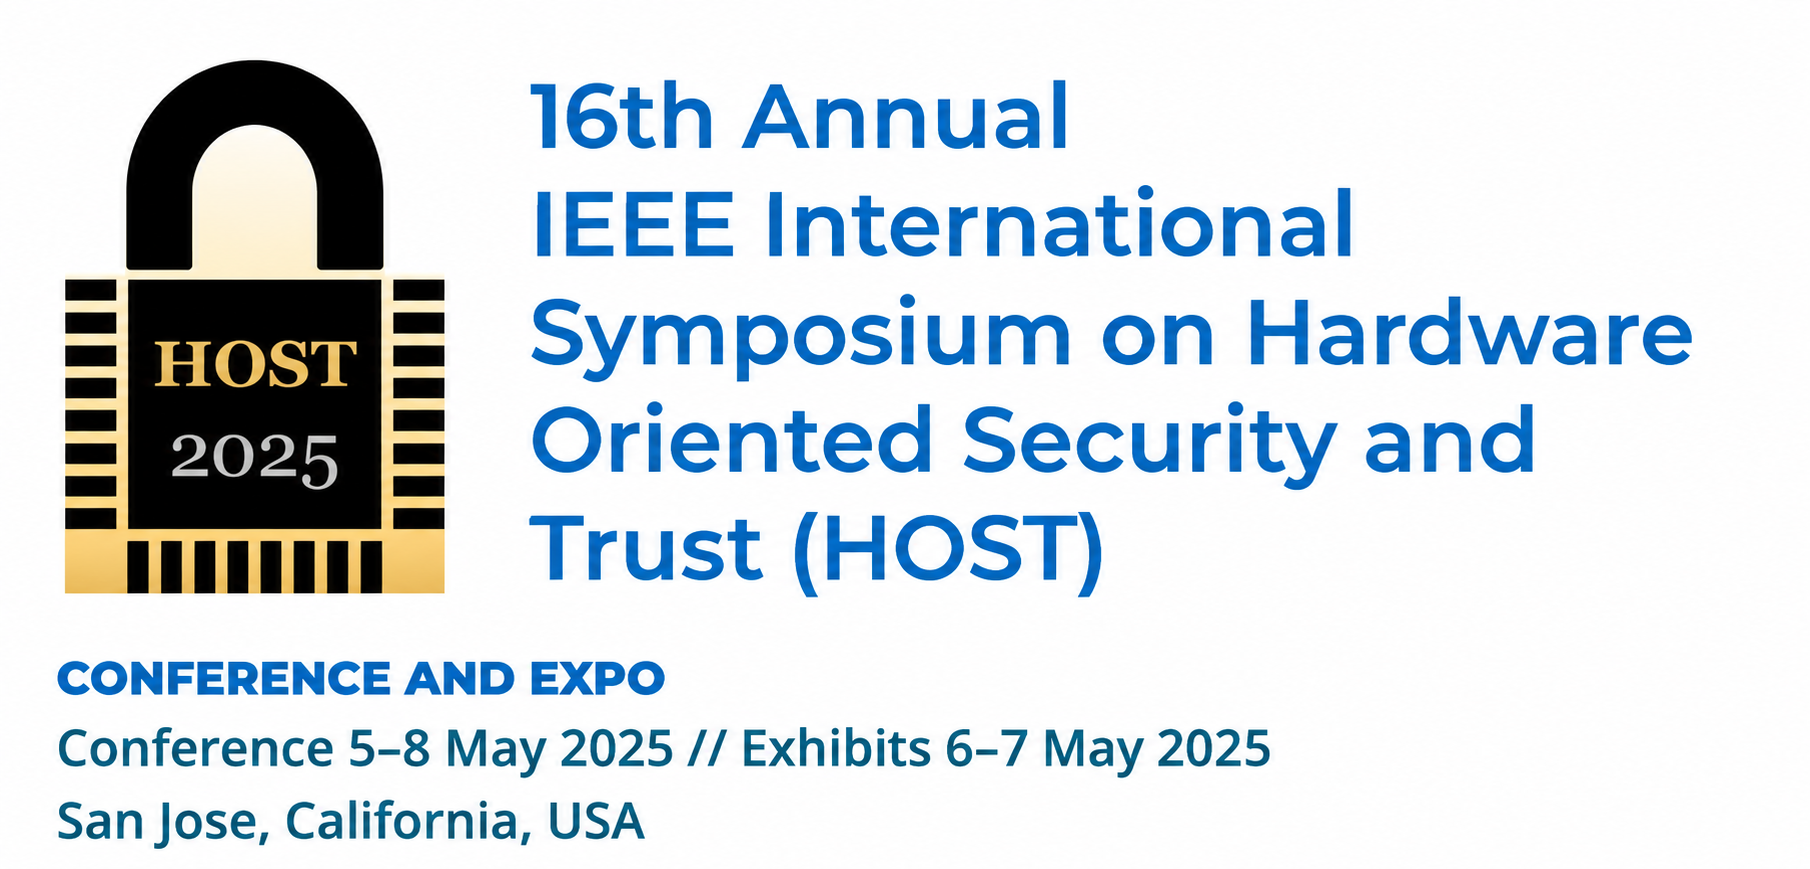 HOST
2025
16th Annual
IEEE International
Symposium on Hardware
Oriented Security and
Trust (HOST)
CONFERENCE AND EXPO
Conference 5–8 May 2025 // Exhibits 6–7 May 2025
San Jose, California, USA